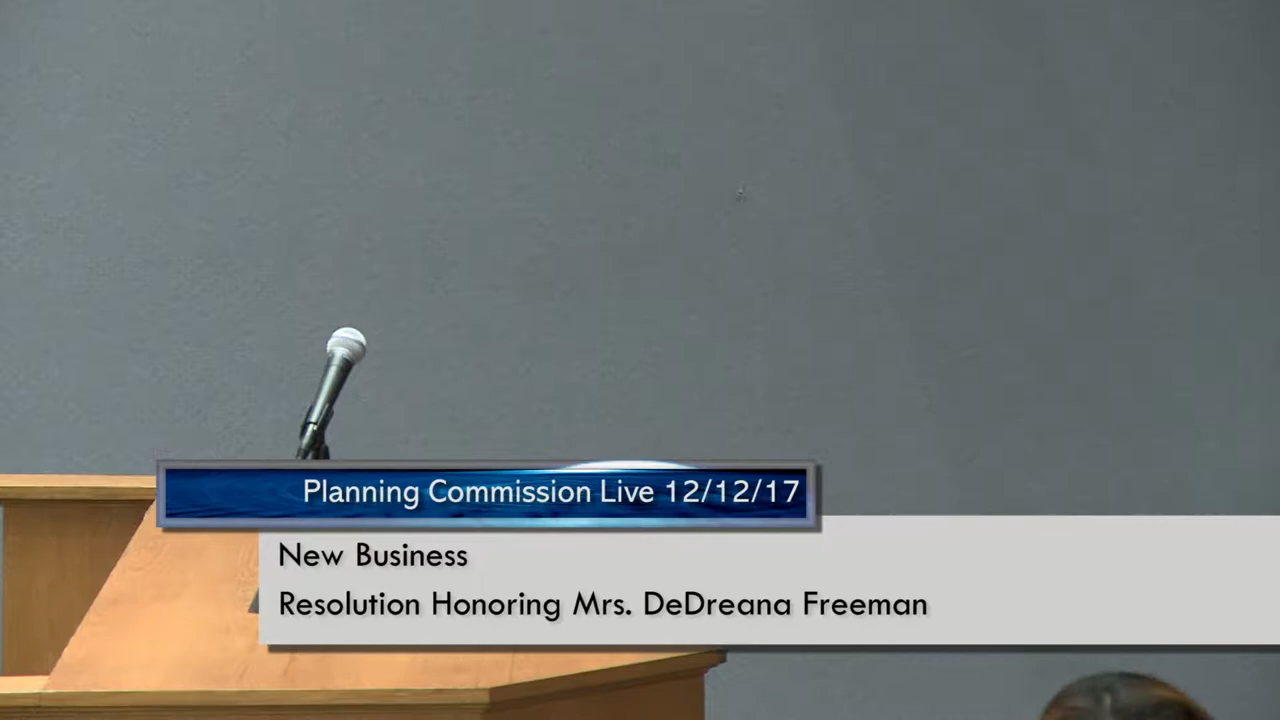 Planning Commission Live 12/12/17
New Business
Resolution Honoring Mrs. DeDreana Freeman